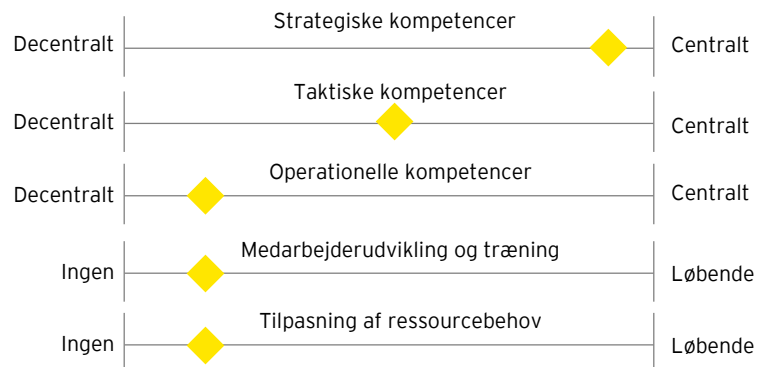 Strategiske kompetencer
Decentralt
Centralt
Taktiske kompetencer
Decentralt
Centralt
Operationelle kompetencer
Decentralt
Centralt
Medarbejderudvikling og træning
Ingen
Løbende
Tilpasning af ressourcebehov
Ingen
Løbende